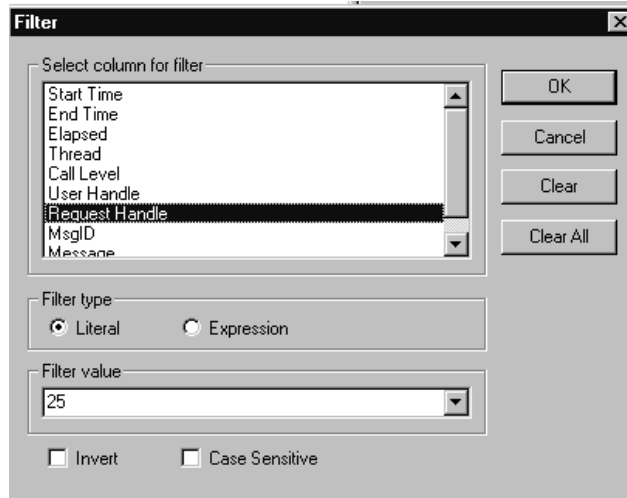 Filter
Select column for filter
Start Time
End Time
Elapsed
Thread
Call Level
User Handle
Request Handle
MsgID
Message
OK
Cancel
Clear
Clear All
Filter type
Literal
Expression
Filter value
25
Invert
Case Sensitive